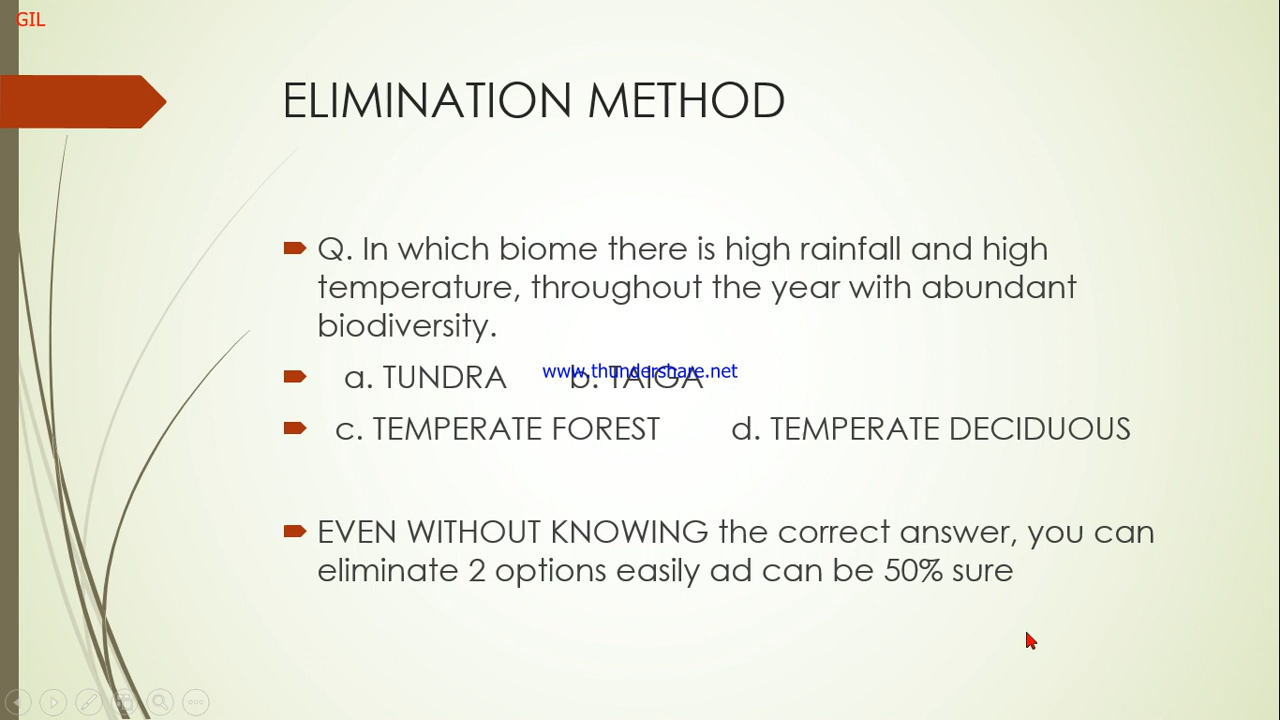 GIL
ELIMINATION METHOD
Q. In which biome there is high rainfall and high
temperature, throughout the year with abundant
biodiversity.
a. TUNDRA b. TAIGA
www.thundershare.net
c. TEMPERATE FOREST d. TEMPERATE DECIDUOUS
EVEN WITHOUT KNOWING the correct answer, you can
eliminate 2 options easily ad can be 50% sure